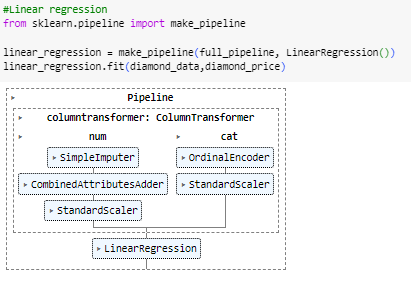 #Linear regression
from sklearn.pipeline import make_pipeline
linear_regression = make_pipeline(full_pipeline, LinearRegression())
linear_regression.fit(diamond_data,diamond_price)
▸ Pipeline
▸ columntransformer: ColumnTransformer
▸ num ▸ cat
▸ SimpleImputer ▸ OrdinalEncoder
▸ CombinedAttributesAdder ▸ StandardScaler
▸ StandardScaler
▸ LinearRegression